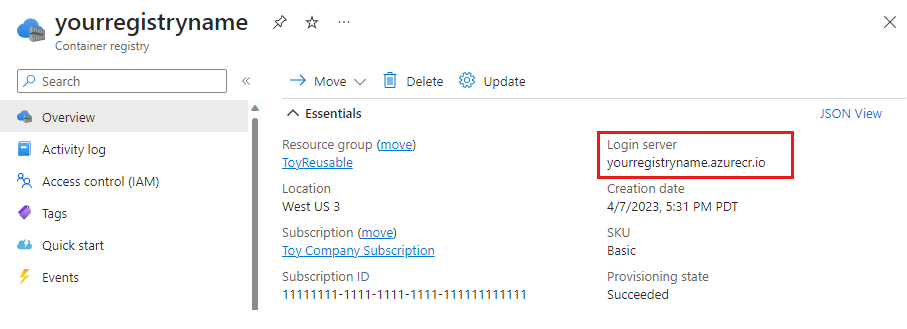 yourregistryname
Container registry
Search
Overview
Activity log
Access control (IAM)
Tags
Quick start
Events
Move
Delete
Update
Essentials
JSON View
Resource group (move)
ToyReusable
Location
West US 3
Subscription (move)
Toy Company Subscription
Subscription ID
11111111-1111-1111-1111-111111111111
Login server
yourregistryname.azurecr.io
Creation date
4/7/2023, 5:31 PM PDT
SKU
Basic
Provisioning state
Succeeded